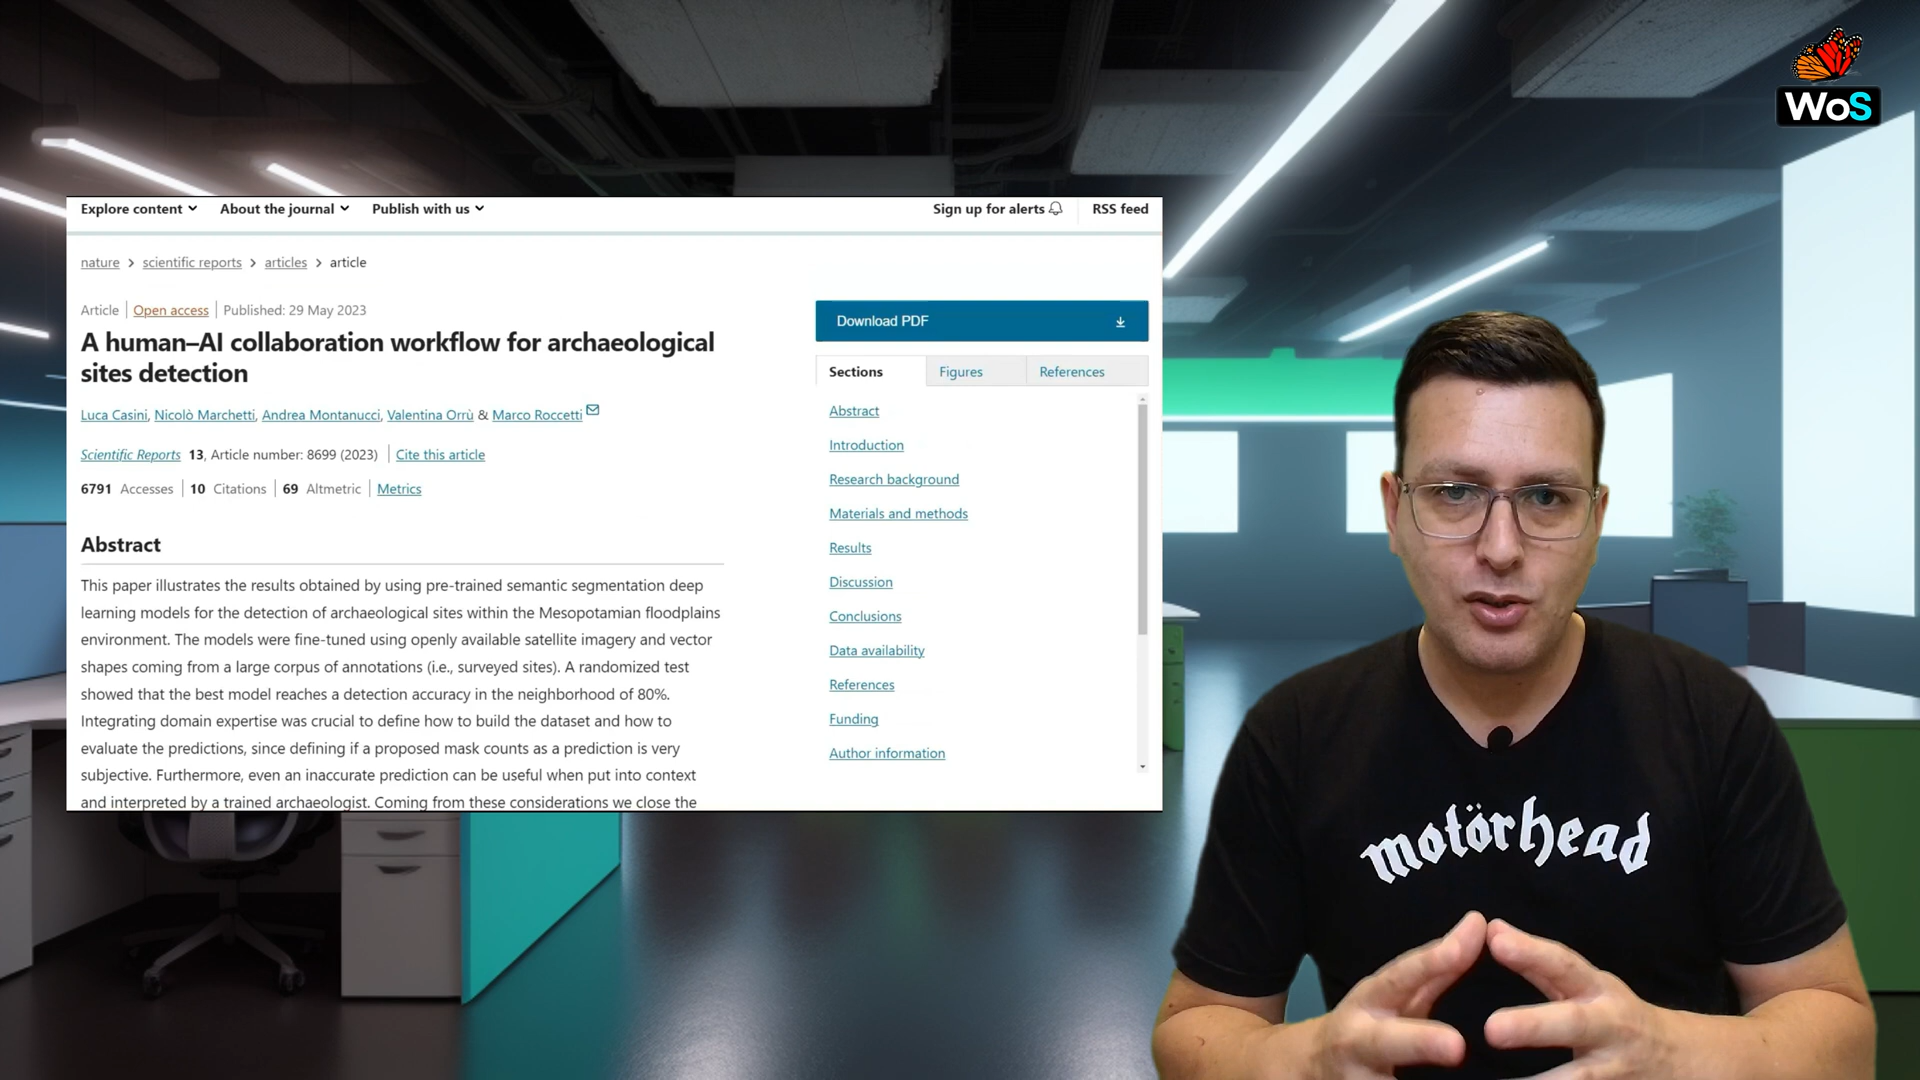 WoS
Explore content About the journal Publish with us Sign up for alerts RSS feed
nature > scientific reports > articles > article
Article | Open access | Published: 29 May 2023
A human–AI collaboration workflow for archaeological
sites detection
Luca Casini, Nicolò Marchetti, Andrea Montanucci, Valentina Orrù & Marco Roccetti
Scientific Reports 13, Article number: 8699 (2023) | Cite this article
6791 Accesses | 10 Citations | 69 Altmetric | Metrics
Abstract
This paper illustrates the results obtained by using pre-trained semantic segmentation deep
learning models for the detection of archaeological sites within the Mesopotamian floodplains
environment. The models were fine-tuned using openly available satellite imagery and vector
shapes coming from a large corpus of annotations (i.e., surveyed sites). A randomized test
showed that the best model reaches a detection accuracy in the neighborhood of 80%.
Integrating domain expertise was crucial to define how to build the dataset and how to
evaluate the predictions, since defining if a proposed mask counts as a prediction is very
subjective. Furthermore, even an inaccurate prediction can be useful when put into context
and interpreted by a trained archaeologist. Coming from these considerations we close the
Download PDF
Sections Figures References
Abstract
Introduction
Research background
Materials and methods
Results
Discussion
Conclusions
Data availability
References
Funding
Author information
motörhead